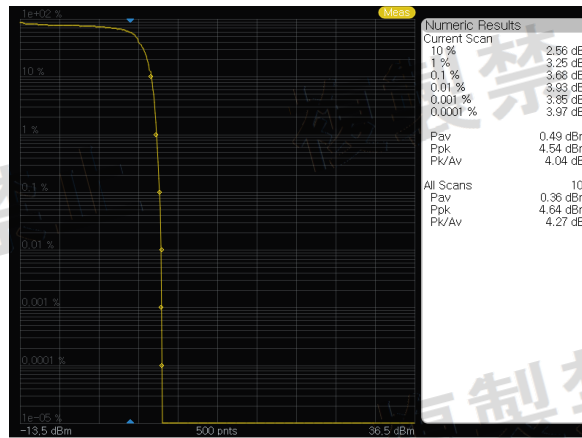 1e+02 %
Meas
10 %
1 %
0.1 %
0.01 %
0.001 %
0.0001 %
1e-05 %
-13.5 dBm
500 pnts
36.5 dBm
Numeric Results
Current Scan
10 % 2.56 dB
1 % 3.25 dB
0.1 % 3.68 dB
0.01 % 3.93 dB
0.001 % 3.85 dB
0.0001 % 3.97 dB
Pav 0.49 dBm
Ppk 4.54 dBm
Pk/Av 4.04 dB
All Scans 10
Pav 0.36 dBm
Ppk 4.64 dBm
Pk/Av 4.27 dB
禁
製